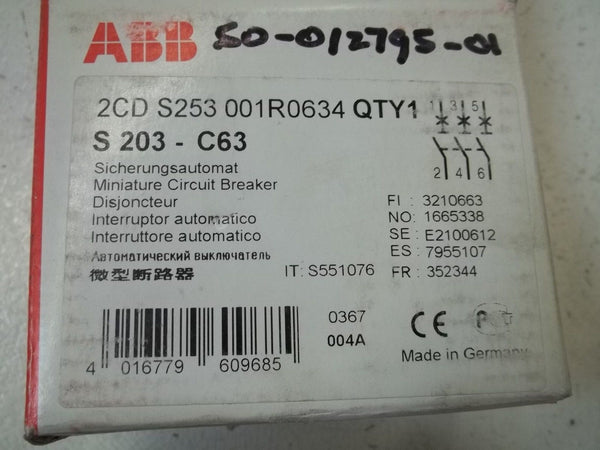 ABB SO-012795-01
2CD S253 001R0634 QTY1
1 3 5
S 203 - C63
2 4 6
Sicherungsautomat
Miniature Circuit Breaker
Disjoncteur
Interruptor automatico
Interruttore automatico
Автоматический выключатель
微型断路器
FI : 3210663
NO: 1665338
SE : E2100612
ES : 7955107
IT: S551076 FR : 352344
0367
004A
CE
Made in Germany
4 016779 609685